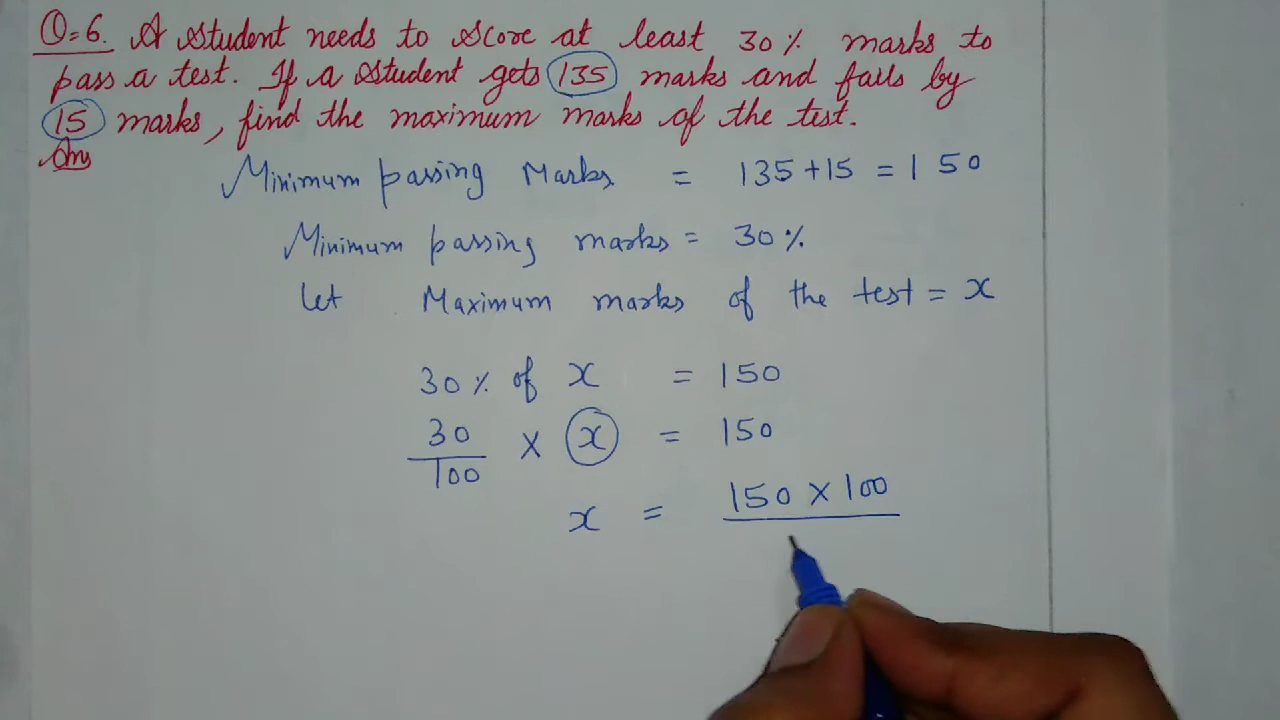 Q=6. A student needs to score at least 30% marks to
pass a test. If a student gets 135 marks and fails by
15 marks, find the maximum marks of the test.
Ans
Minimum passing Marks = 135+15 = 150
Minimum passing marks = 30%
Let Maximum marks of the test = x
30% of x = 150
30/100 × x = 150
x = 150 × 100